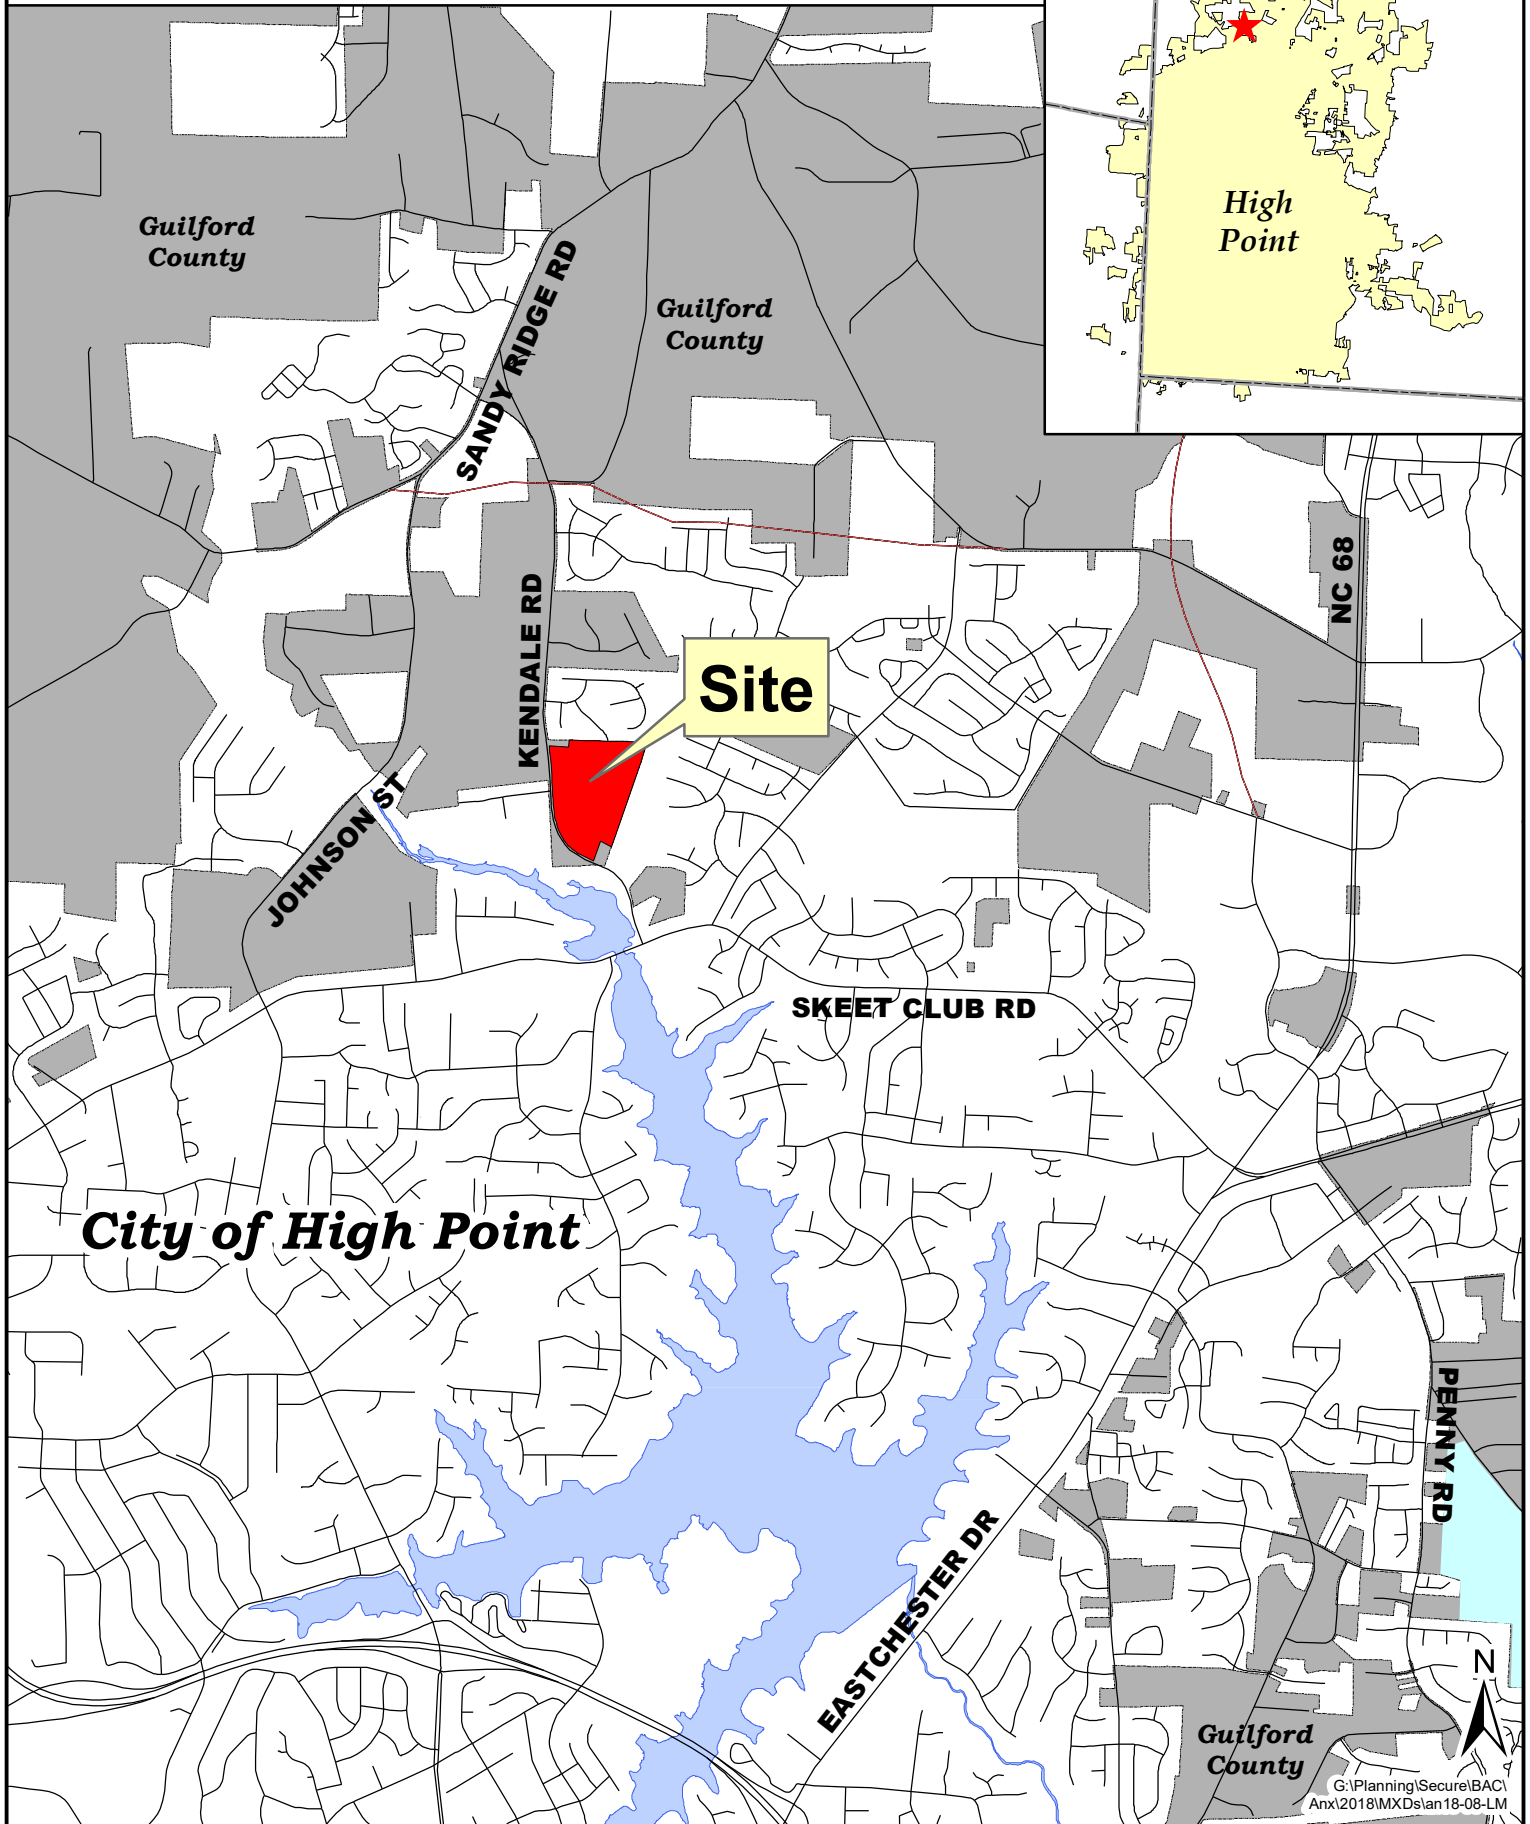 High
Point
Guilford
County
SANDY RIDGE RD
Guilford
County
NC 68
KENDALE RD
Site
JOHNSON ST
SKEET CLUB RD
City of High Point
PENNY RD
EASTCHESTER DR
N
Guilford
County
G:\Planning\Secure\BAC\
Anx\2018\MXDs\an18-08-LM